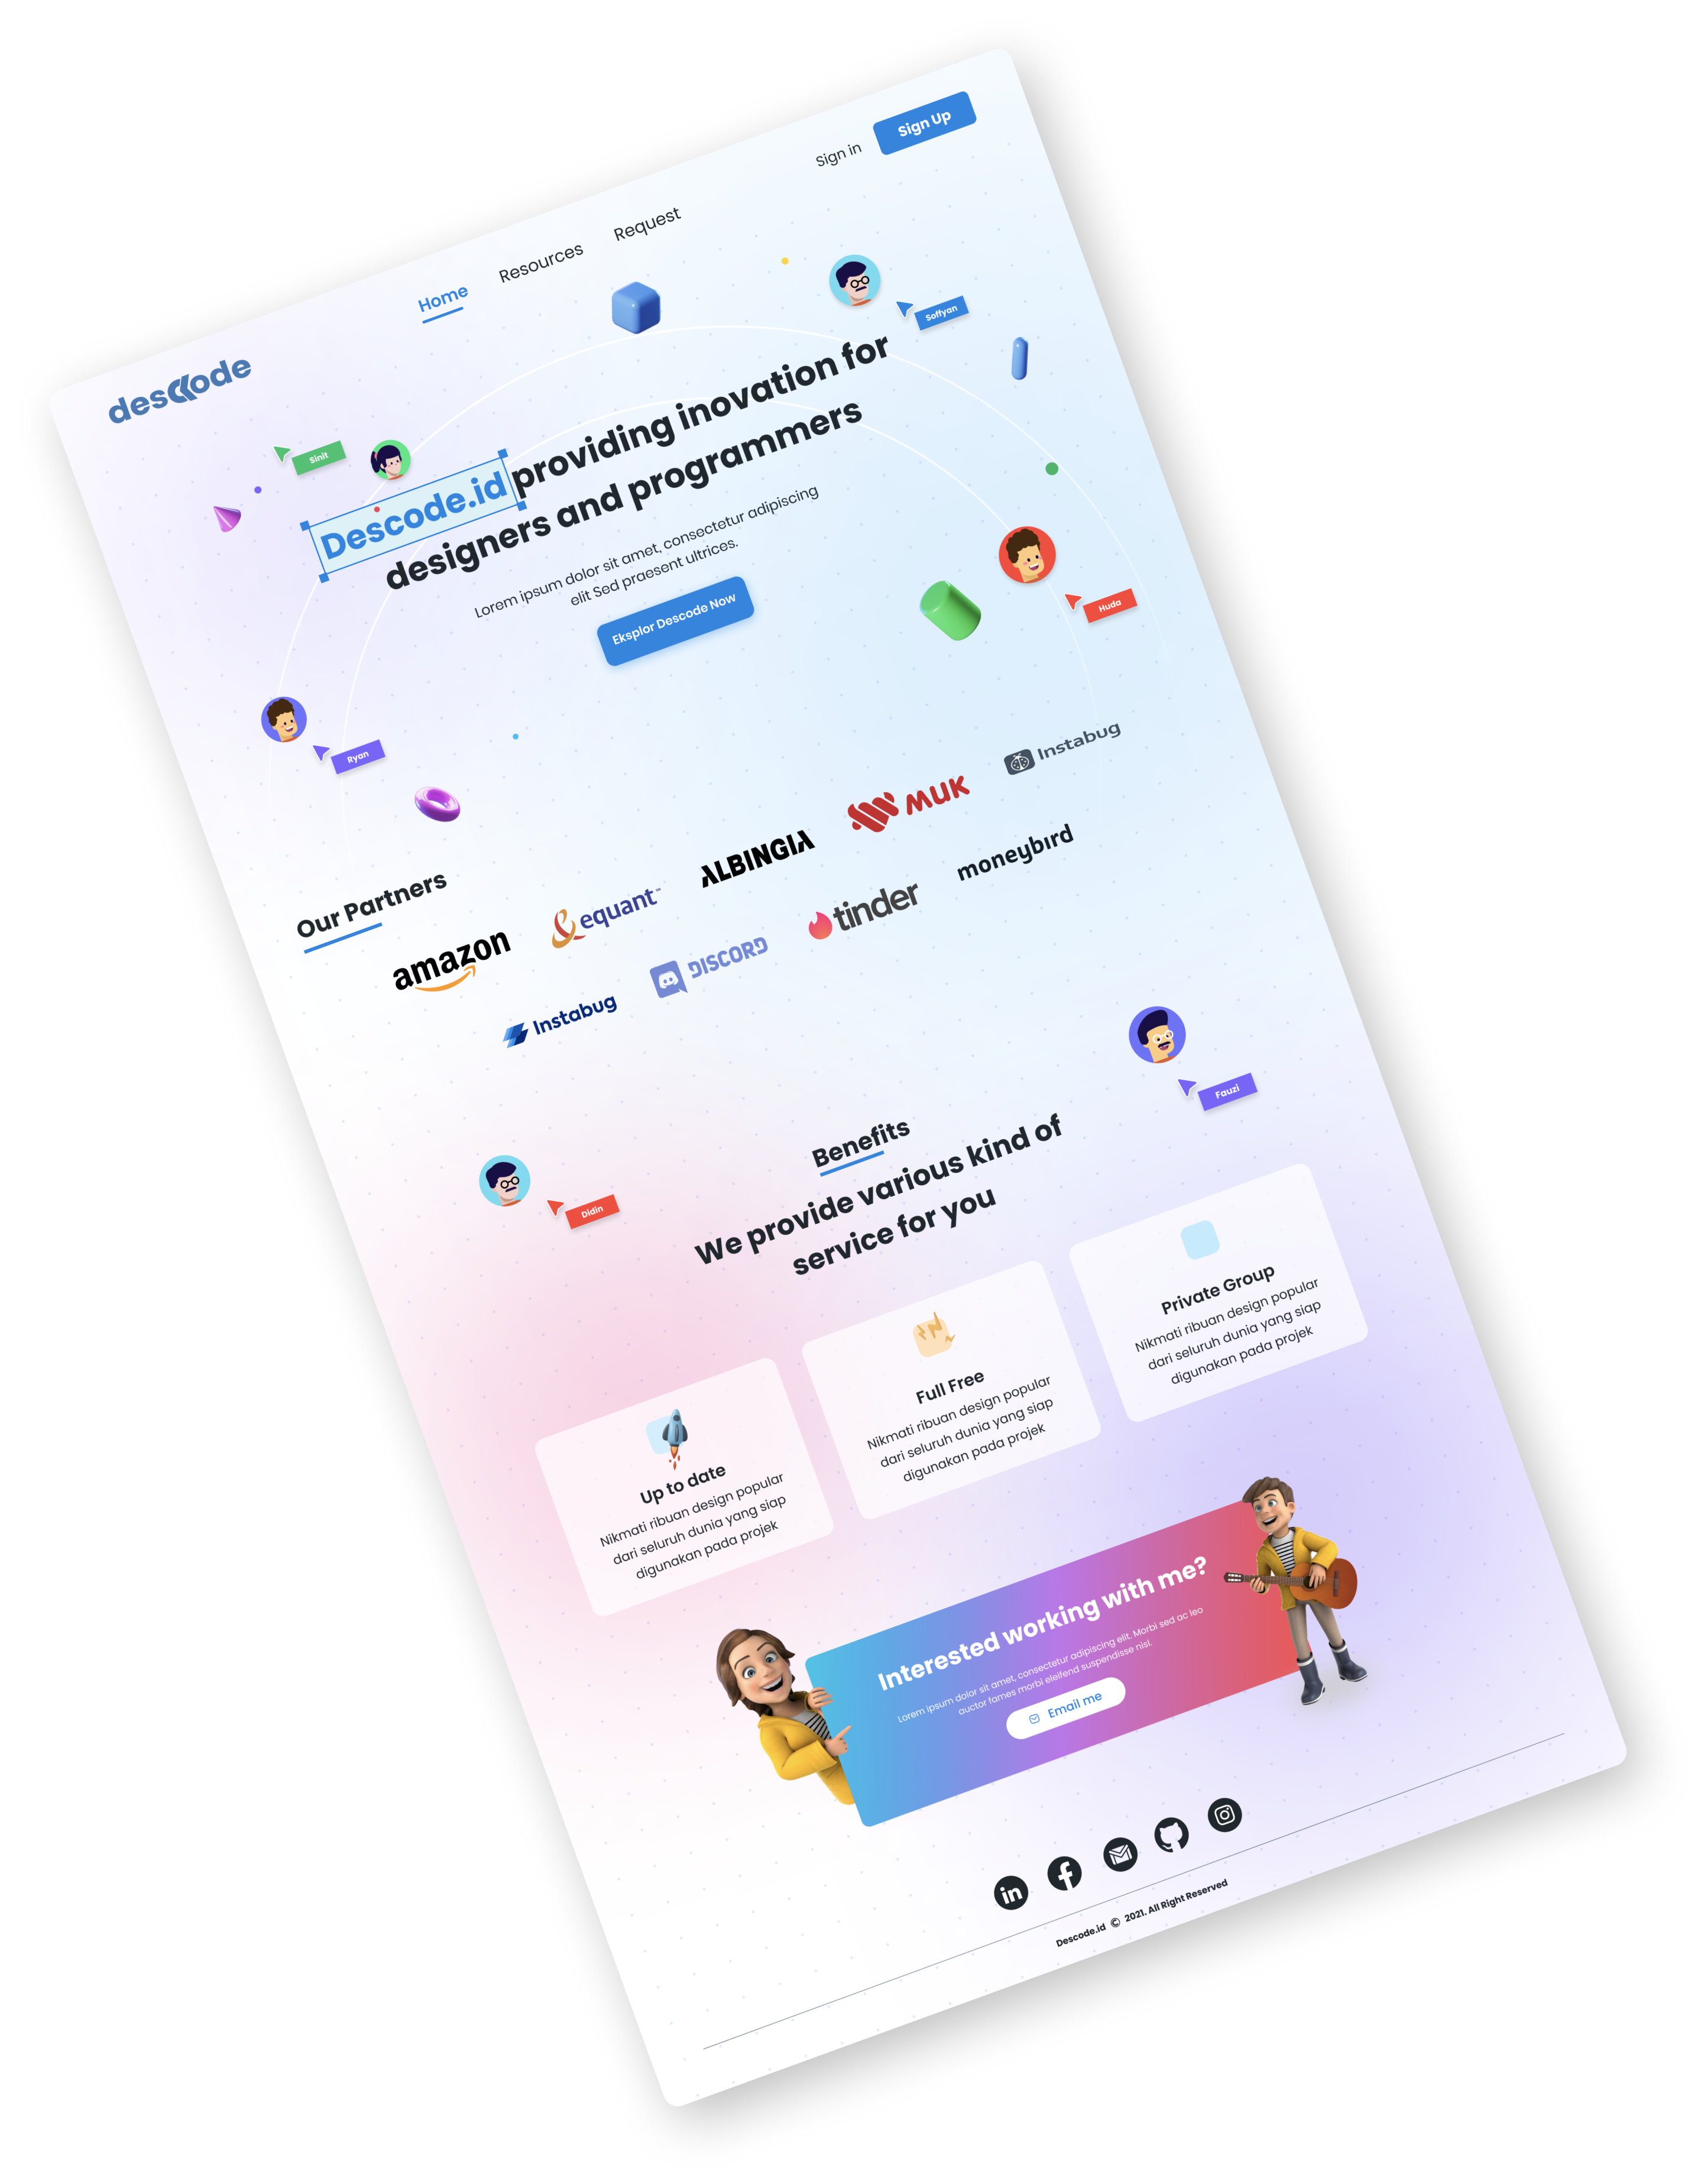 descode
Home
Resources
Request
Sign in
Sign Up
Soffyan
Sinit
Descode.id providing inovation for
designers and programmers
Lorem ipsum dolor sit amet, consectetur adipiscing
elit Sed praesent ultrices.
Eksplor Descode Now
Huda
Ryan
Our Partners
amazon
equant
ALBINGIA
MUK
Instabug
Instabug
DISCORD
tinder
moneybird
Fauzi
Didin
Benefits
We provide various kind of
service for you
Up to date
Nikmati ribuan design popular
dari seluruh dunia yang siap
digunakan pada projek
Full Free
Nikmati ribuan design popular
dari seluruh dunia yang siap
digunakan pada projek
Private Group
Nikmati ribuan design popular
dari seluruh dunia yang siap
digunakan pada projek
Interested working with me?
Lorem ipsum dolor sit amet, consectetur adipiscing elit. Morbi sed ac leo
auctor fames morbi eleifend suspendisse nisl.
Email me
in
f
Descode.id © 2021. All Right Reserved